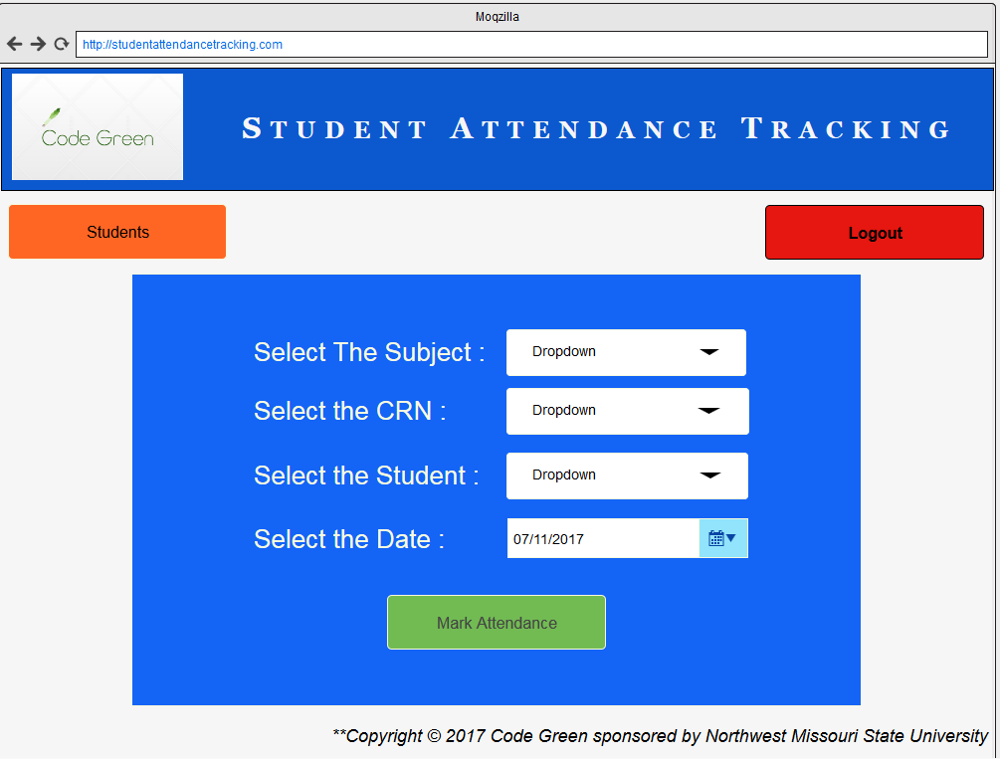 Moqzilla
http://studentattendancetracking.com
Code Green
STUDENT ATTENDANCE TRACKING
Students
Logout
Select The Subject : Dropdown
Select the CRN : Dropdown
Select the Student : Dropdown
Select the Date : 07/11/2017
Mark Attendance
**Copyright © 2017 Code Green sponsored by Northwest Missouri State University